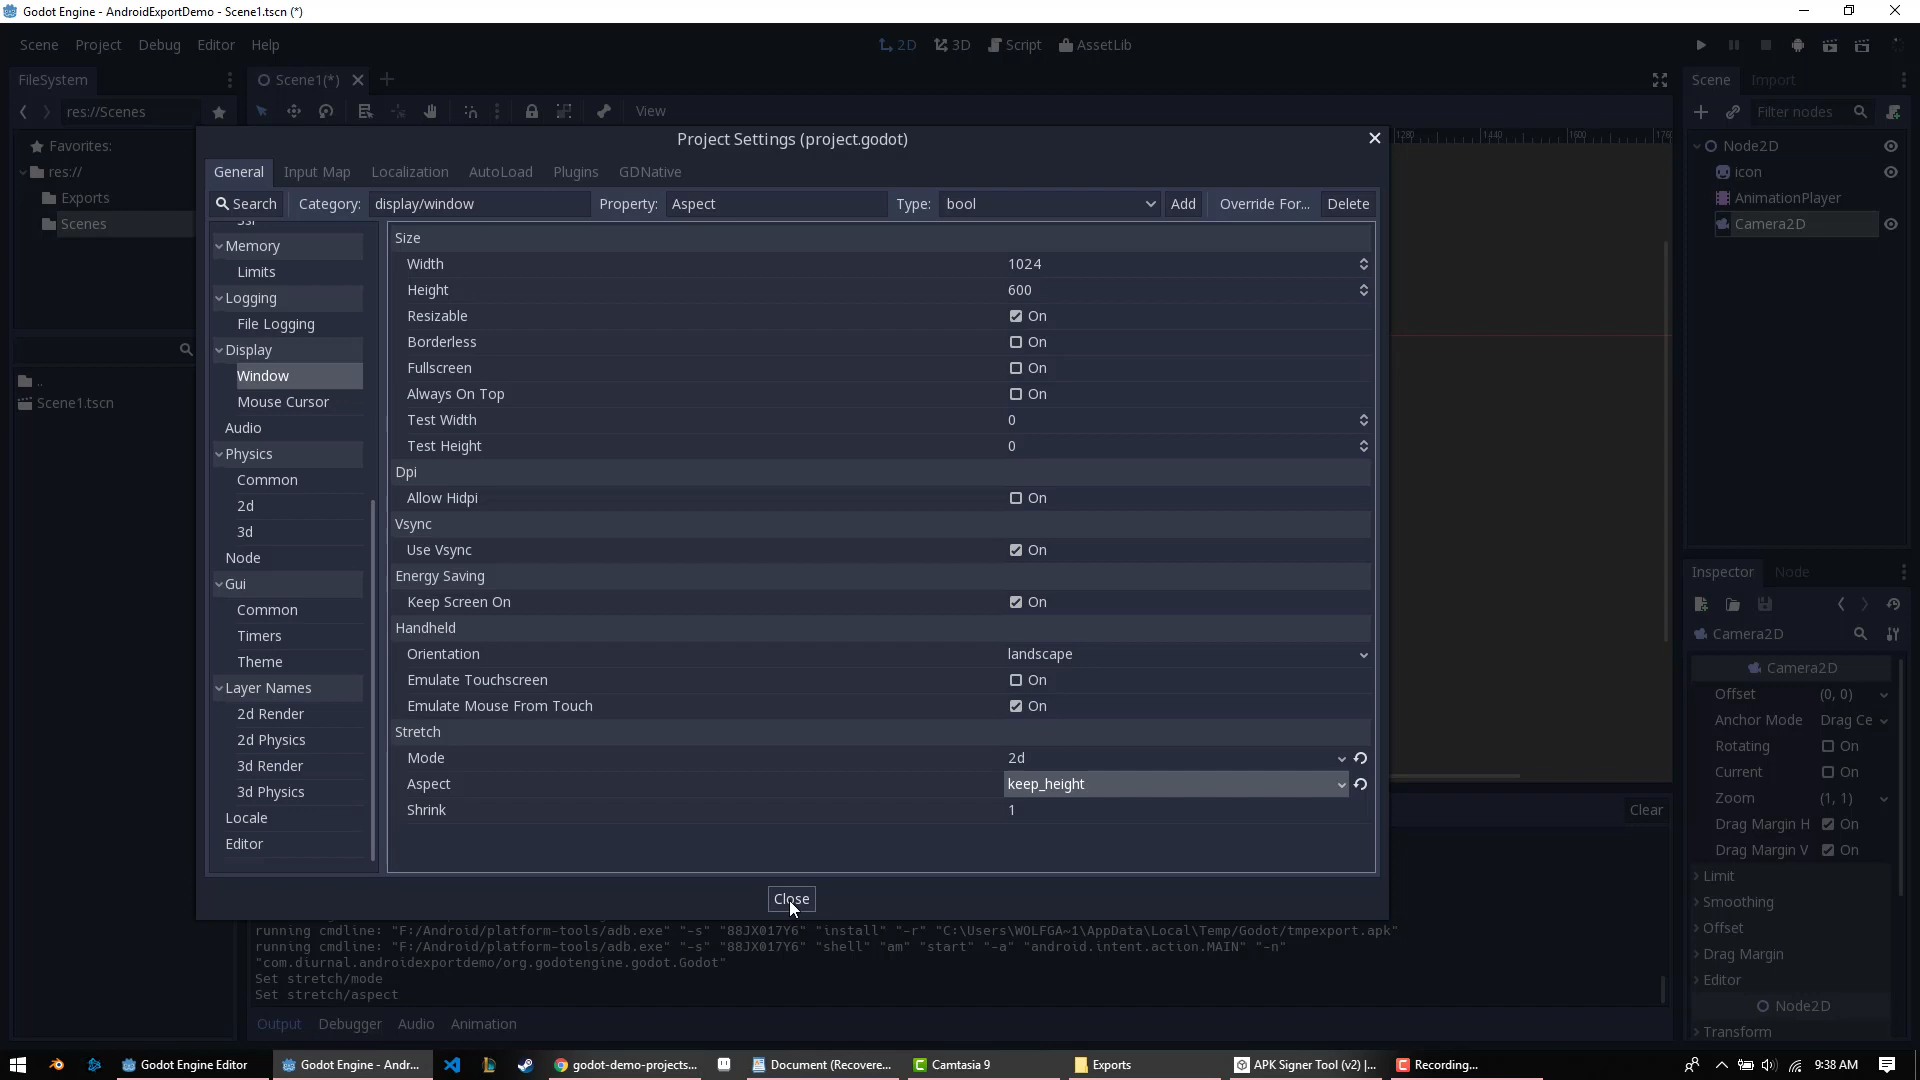 Godot Engine - AndroidExportDemo - Scene1.tscn (*)
Scene Project Debug Editor Help
2D 3D Script AssetLib
FileSystem
Scene1(*)
Scene Import
res://Scenes
View
Filter nodes
Favorites:
res://
Exports
Scenes
..
Scene1.tscn
Project Settings (project.godot)
General Input Map Localization AutoLoad Plugins GDNative
Search Category: display/window Property: Aspect Type: bool Add Override For... Delete
Memory
Limits
Logging
File Logging
Display
Window
Mouse Cursor
Audio
Physics
Common
2d
3d
Node
Gui
Common
Timers
Theme
Layer Names
2d Render
2d Physics
3d Render
3d Physics
Locale
Editor
Size
Width 1024
Height 600
Resizable On
Borderless On
Fullscreen On
Always On Top On
Test Width 0
Test Height 0
Dpi
Allow Hidpi On
Vsync
Use Vsync On
Energy Saving
Keep Screen On On
Handheld
Orientation landscape
Emulate Touchscreen On
Emulate Mouse From Touch On
Stretch
Mode 2d
Aspect keep_height
Shrink 1
Close
1280 1440 1600 1760
Node2D
icon
AnimationPlayer
Camera2D
Inspector Node
Camera2D
Camera2D
Offset (0, 0)
Anchor Mode Drag Ce
Rotating On
Current On
Zoom (1, 1)
Drag Margin H On
Drag Margin V On
Limit
Smoothing
Offset
Drag Margin
Editor
Node2D
Transform
Clear
running cmdline: "F:/Android/platform-tools/adb.exe" "-s" "88JX017Y6" "install" "-r" "C:\Users\WOLFGA~1\AppData\Local\Temp/Godot/tmpexport.apk"
running cmdline: "F:/Android/platform-tools/adb.exe" "-s" "88JX017Y6" "shell" "am" "start" "-a" "android.intent.action.MAIN" "-n"
"com.diurnal.androidexportdemo/org.godotengine.godot.Godot"
Set stretch/mode
Set stretch/aspect
Output Debugger Audio Animation
Godot Engine Editor Godot Engine - Andr... godot-demo-projects... Document (Recovere... Camtasia 9 Exports APK Signer Tool (v2) |... Recording... 9:38 AM